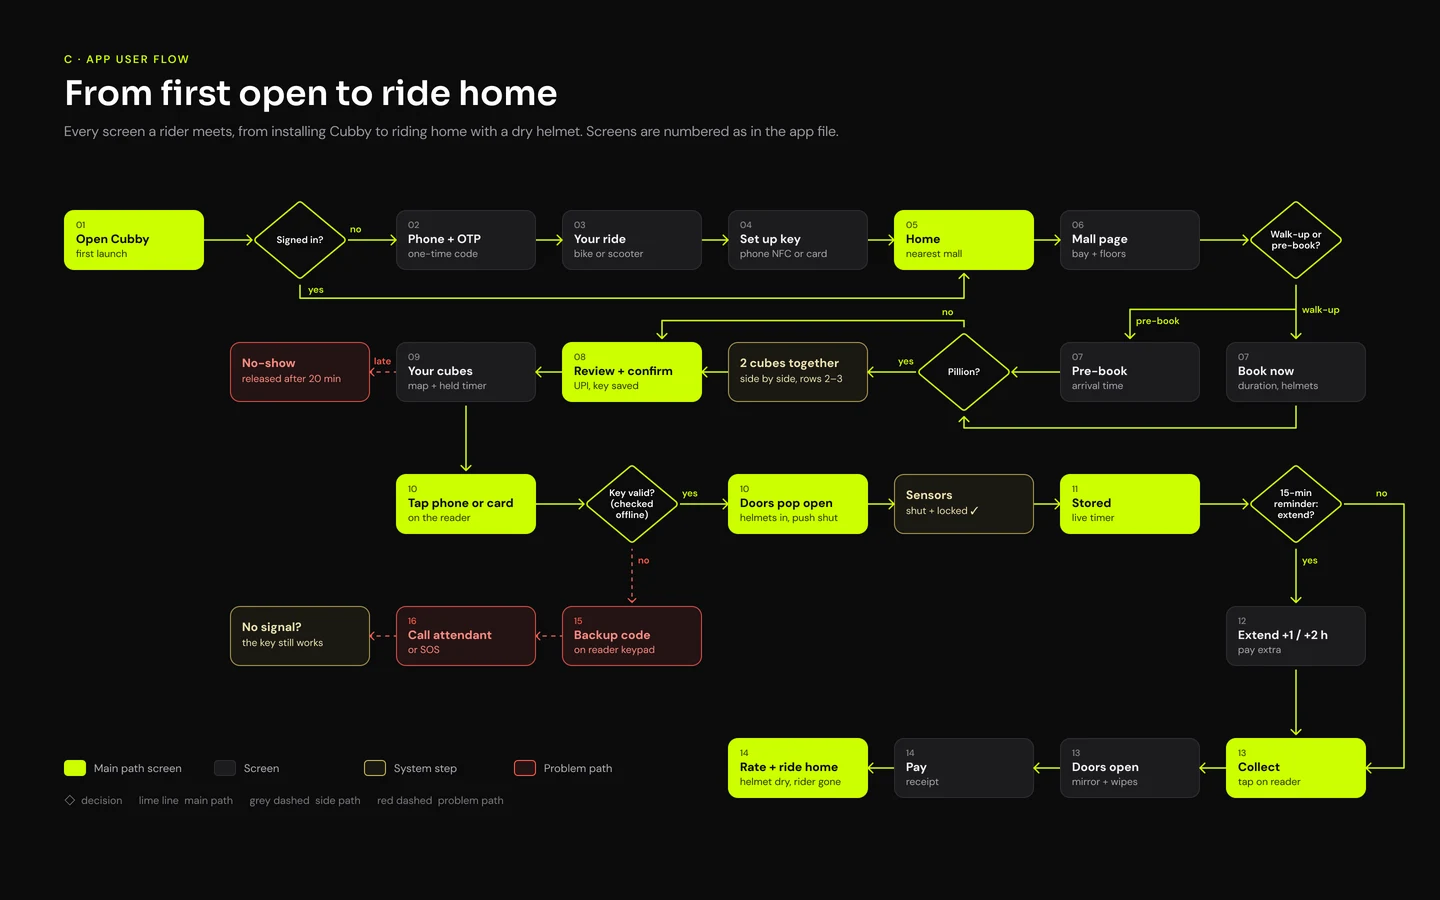 C · APP USER FLOW
From first open to ride home
Every screen a rider meets, from installing Cubby to riding home with a dry helmet. Screens are numbered as in the app file.
01
Open Cubby
first launch
Signed in?
no
yes
02
Phone + OTP
one-time code
03
Your ride
bike or scooter
04
Set up key
phone NFC or card
05
Home
nearest mall
06
Mall page
bay + floors
Walk-up or
pre-book?
pre-book
walk-up
No-show
released after 20 min
late
09
Your cubes
map + held timer
08
Review + confirm
UPI, key saved
2 cubes together
side by side, rows 2–3
yes
no
Pillion?
07
Pre-book
arrival time
07
Book now
duration, helmets
10
Tap phone or card
on the reader
Key valid?
(checked
offline)
yes
no
10
Doors pop open
helmets in, push shut
Sensors
shut + locked ✓
11
Stored
live timer
15-min
reminder:
extend?
no
yes
No signal?
the key still works
16
Call attendant
or SOS
15
Backup code
on reader keypad
12
Extend +1 / +2 h
pay extra
14
Rate + ride home
helmet dry, rider gone
14
Pay
receipt
13
Doors open
mirror + wipes
13
Collect
tap on reader
Main path screen
Screen
System step
Problem path
decision
lime line main path
grey dashed side path
red dashed problem path